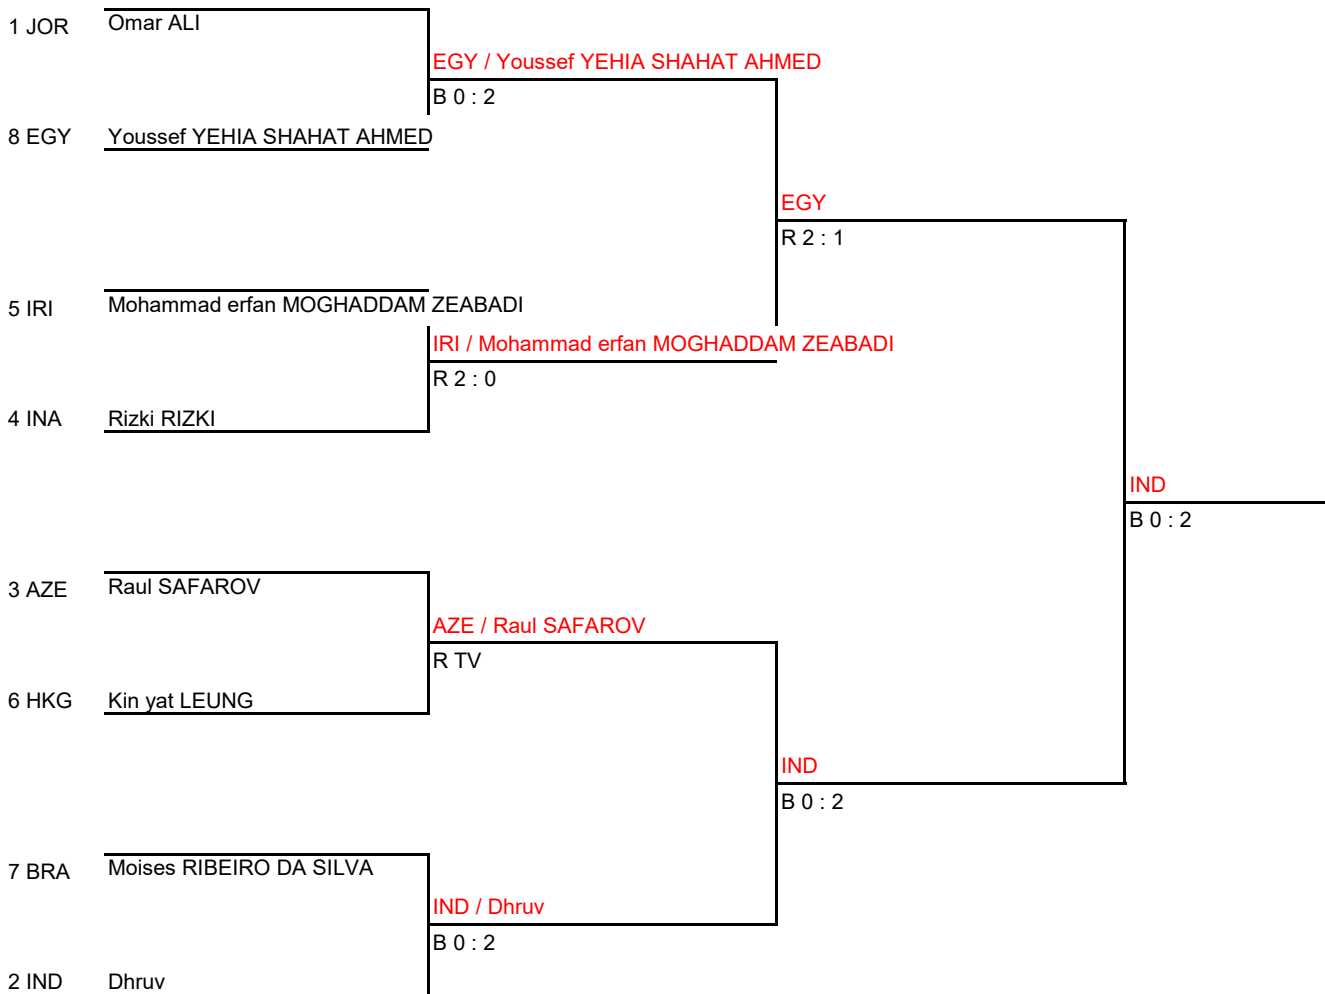 1 JOR Omar ALI
EGY / Youssef YEHIA SHAHAT AHMED
B 0 : 2
8 EGY Youssef YEHIA SHAHAT AHMED
EGY
R 2 : 1
5 IRI Mohammad erfan MOGHADDAM ZEABADI
IRI / Mohammad erfan MOGHADDAM ZEABADI
R 2 : 0
4 INA Rizki RIZKI
IND
B 0 : 2
3 AZE Raul SAFAROV
AZE / Raul SAFAROV
R TV
6 HKG Kin yat LEUNG
IND
B 0 : 2
7 BRA Moises RIBEIRO DA SILVA
IND / Dhruv
B 0 : 2
2 IND Dhruv